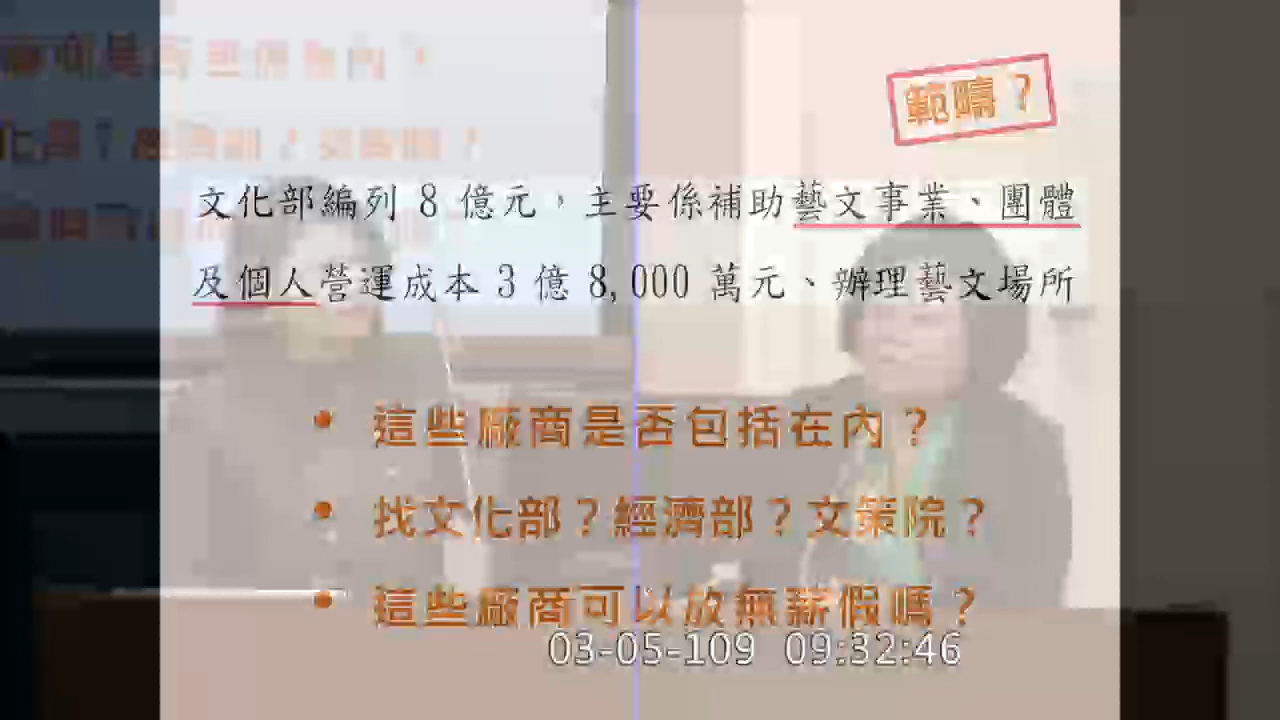 範疇？
文化部編列 8 億元，主要係補助藝文事業、團體
及個人營運成本 3 億 8,000 萬元、辦理藝文場所
• 這些廠商是否包括在內？
• 找文化部？經濟部？文策院？
• 這些廠商可以放無薪假嗎？
03-05-109 09:32:46